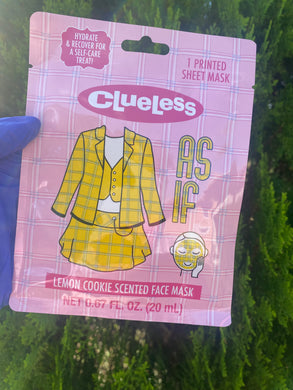 HYDRATE
& RECOVER FOR
A SELF-CARE
TREAT!
1 PRINTED
SHEET MASK
CLUELESS
AS
IF
LEMON COOKIE SCENTED FACE MASK
NET 0.67 FL. OZ. (20 mL)